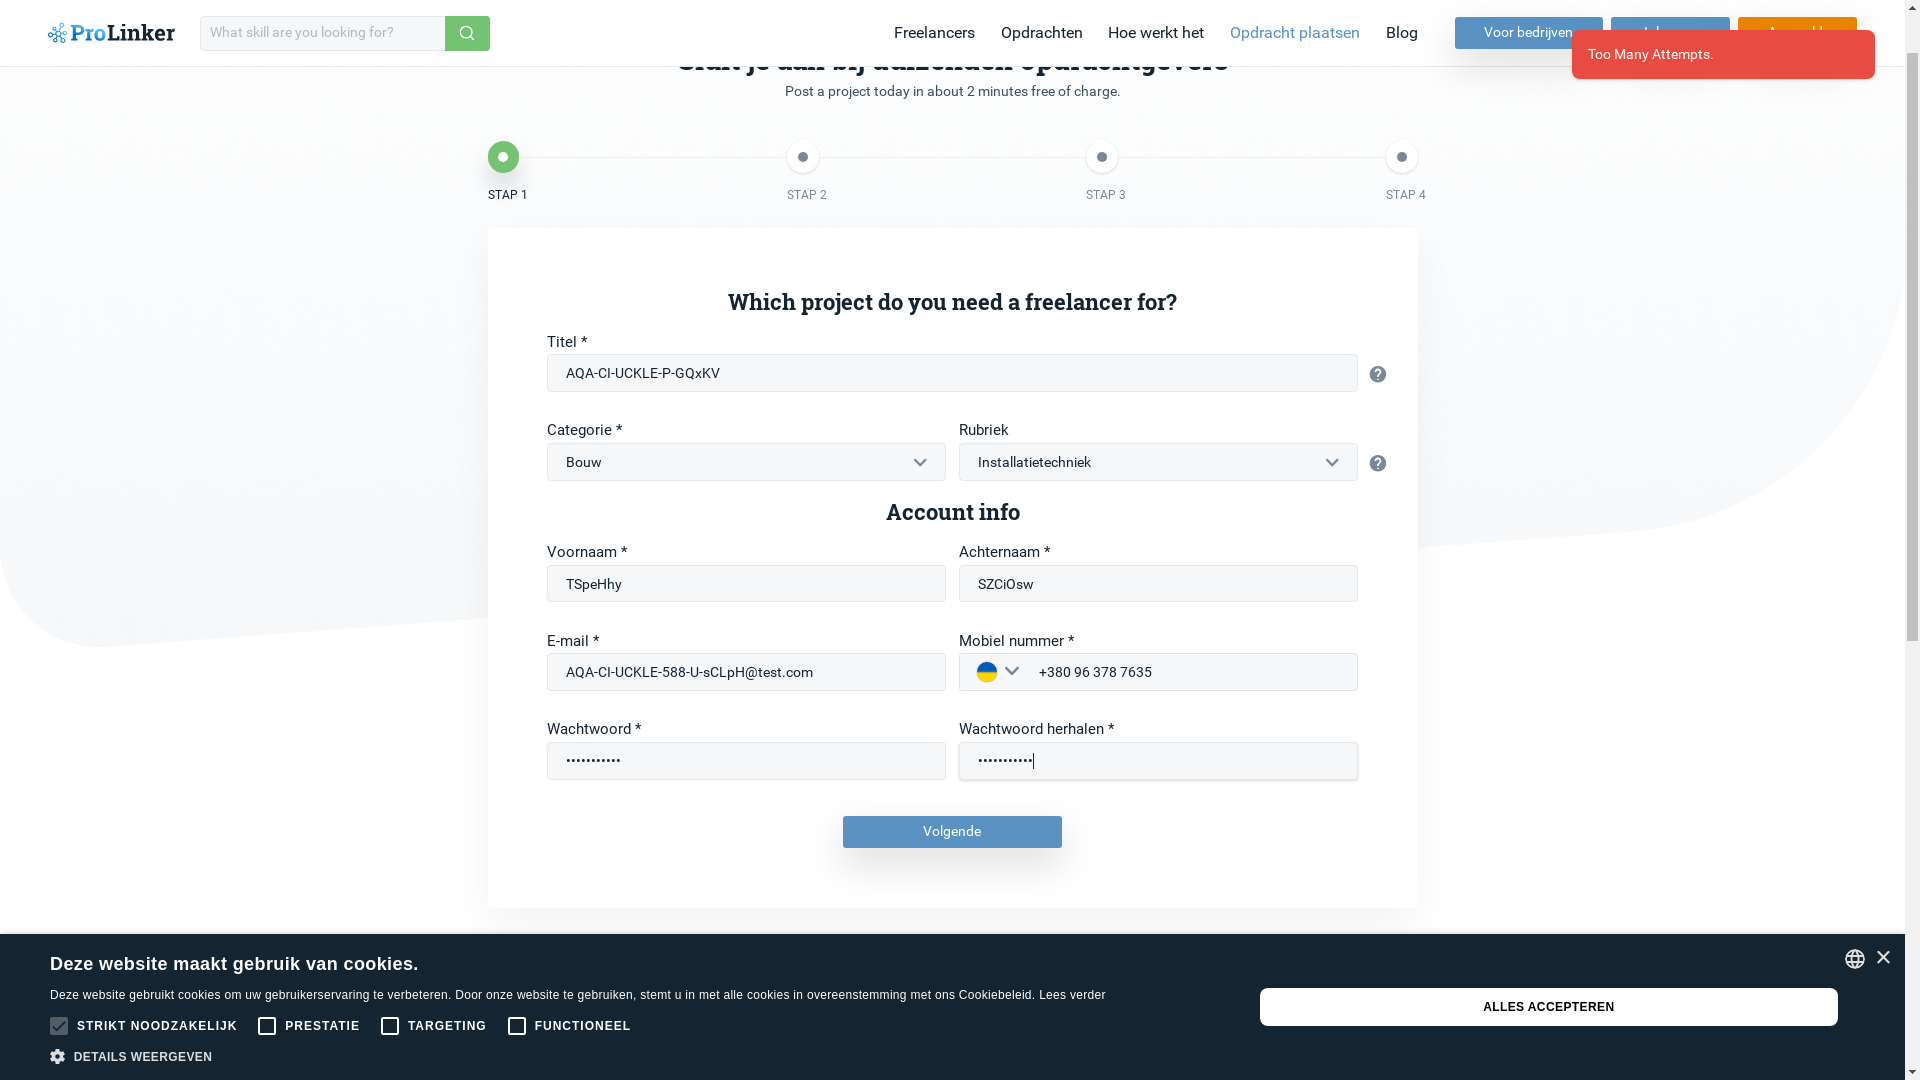 ProLinker
What skill are you looking for?
Freelancers
Opdrachten
Hoe werkt het
Opdracht plaatsen
Blog
Voor bedrijven
Too Many Attempts.
Post a project today in about 2 minutes free of charge.
STAP 1
STAP 2
STAP 3
STAP 4
Which project do you need a freelancer for?
Titel *
AQA-CI-UCKLE-P-GQxKV
Categorie *
Rubriek
Bouw
Installatietechniek
Account info
Voornaam *
Achternaam *
TSpeHhy
SZCiOsw
E-mail *
Mobiel nummer *
AQA-CI-UCKLE-588-U-sCLpH@test.com
+380 96 378 7635
Wachtwoord *
Wachtwoord herhalen *
•••••••••••
•••••••••••
Volgende
Deze website maakt gebruik van cookies.
Deze website gebruikt cookies om uw gebruikerservaring te verbeteren. Door onze website te gebruiken, stemt u in met alle cookies in overeenstemming met ons Cookiebeleid. Lees verder
STRIKT NOODZAKELIJK
PRESTATIE
TARGETING
FUNCTIONEEL
DETAILS WEERGEVEN
ALLES ACCEPTEREN